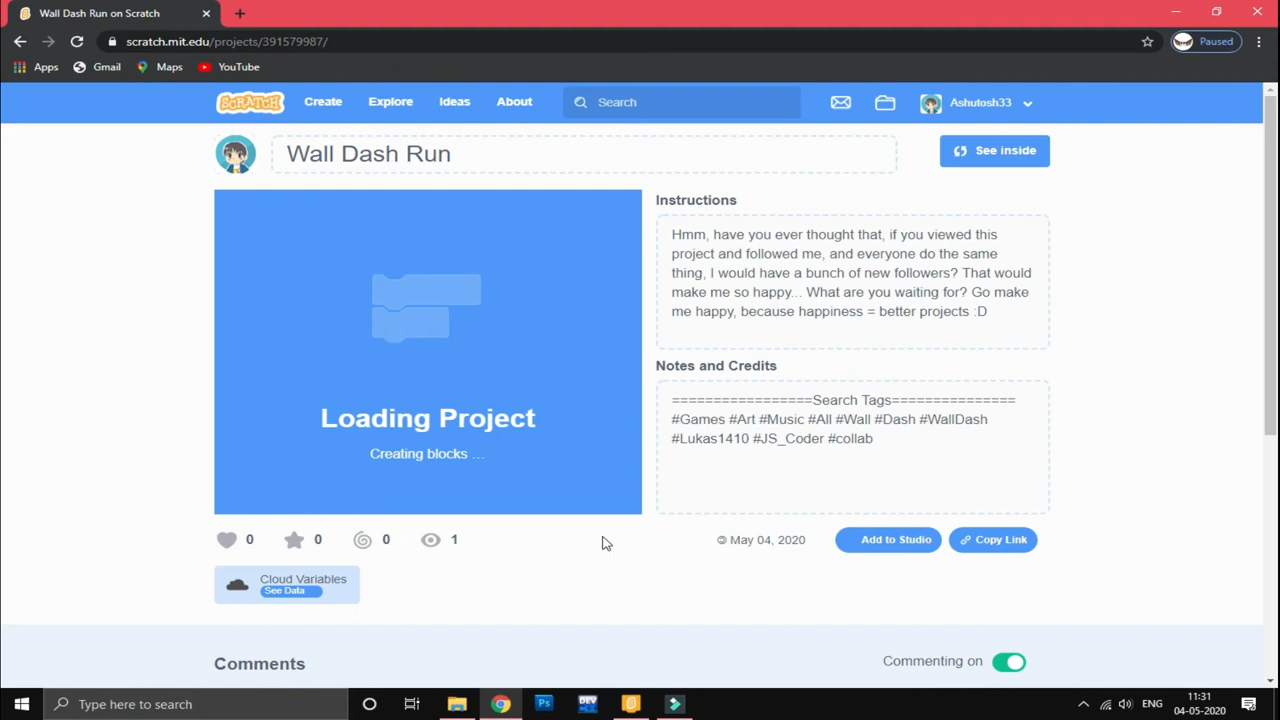 Wall Dash Run on Scratch
scratch.mit.edu/projects/391579987/
Paused
Apps
Gmail
Maps
YouTube
SCRATCH
Create
Explore
Ideas
About
Search
Ashutosh33
Wall Dash Run
See inside
Loading Project
Creating blocks ...
Instructions
Hmm, have you ever thought that, if you viewed this
project and followed me, and everyone do the same
thing, I would have a bunch of new followers? That would
make me so happy... What are you waiting for? Go make
me happy, because happiness = better projects :D
Notes and Credits
=================Search Tags===============
#Games #Art #Music #All #Wall #Dash #WallDash
#Lukas1410 #JS_Coder #collab
0
0
0
1
© May 04, 2020
Add to Studio
Copy Link
Cloud Variables
See Data
Comments
Commenting on
Type here to search
Ps
DEV
ENG
11:31
04-05-2020